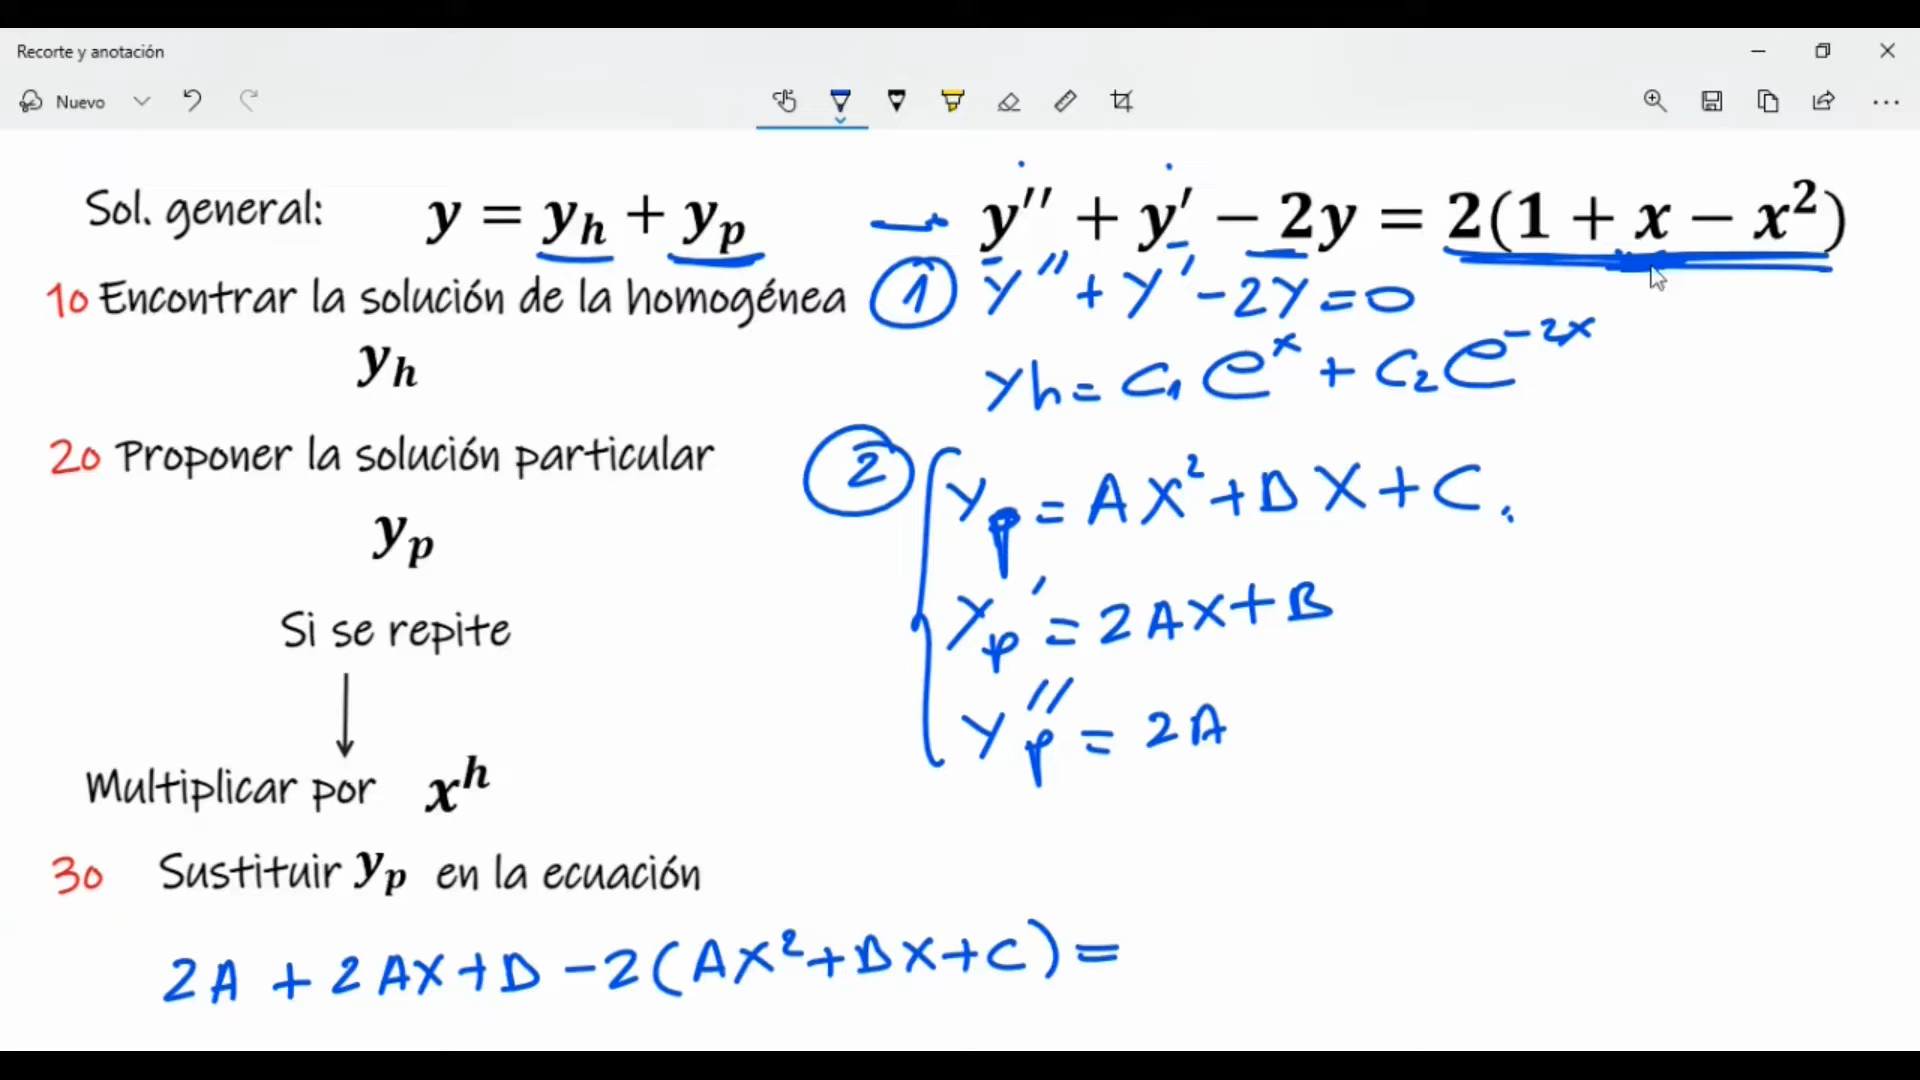 Recorte y anotación
Nuevo
Sol. general: y = yₕ + yₚ
y'' + y' − 2y = 2(1 + x − x²)
1o Encontrar la solución de la homogénea
yₕ
① y'' + y' − 2y = 0
yh = C₁ e^x + C₂ e^−2x
2o Proponer la solución particular
yₚ
② yp = Ax² + Bx + C.
yp' = 2Ax + B
yp'' = 2A
Si se repite
Multiplicar por x^h
3o Sustituir yₚ en la ecuación
2A + 2Ax + B − 2(Ax² + Bx + C) =